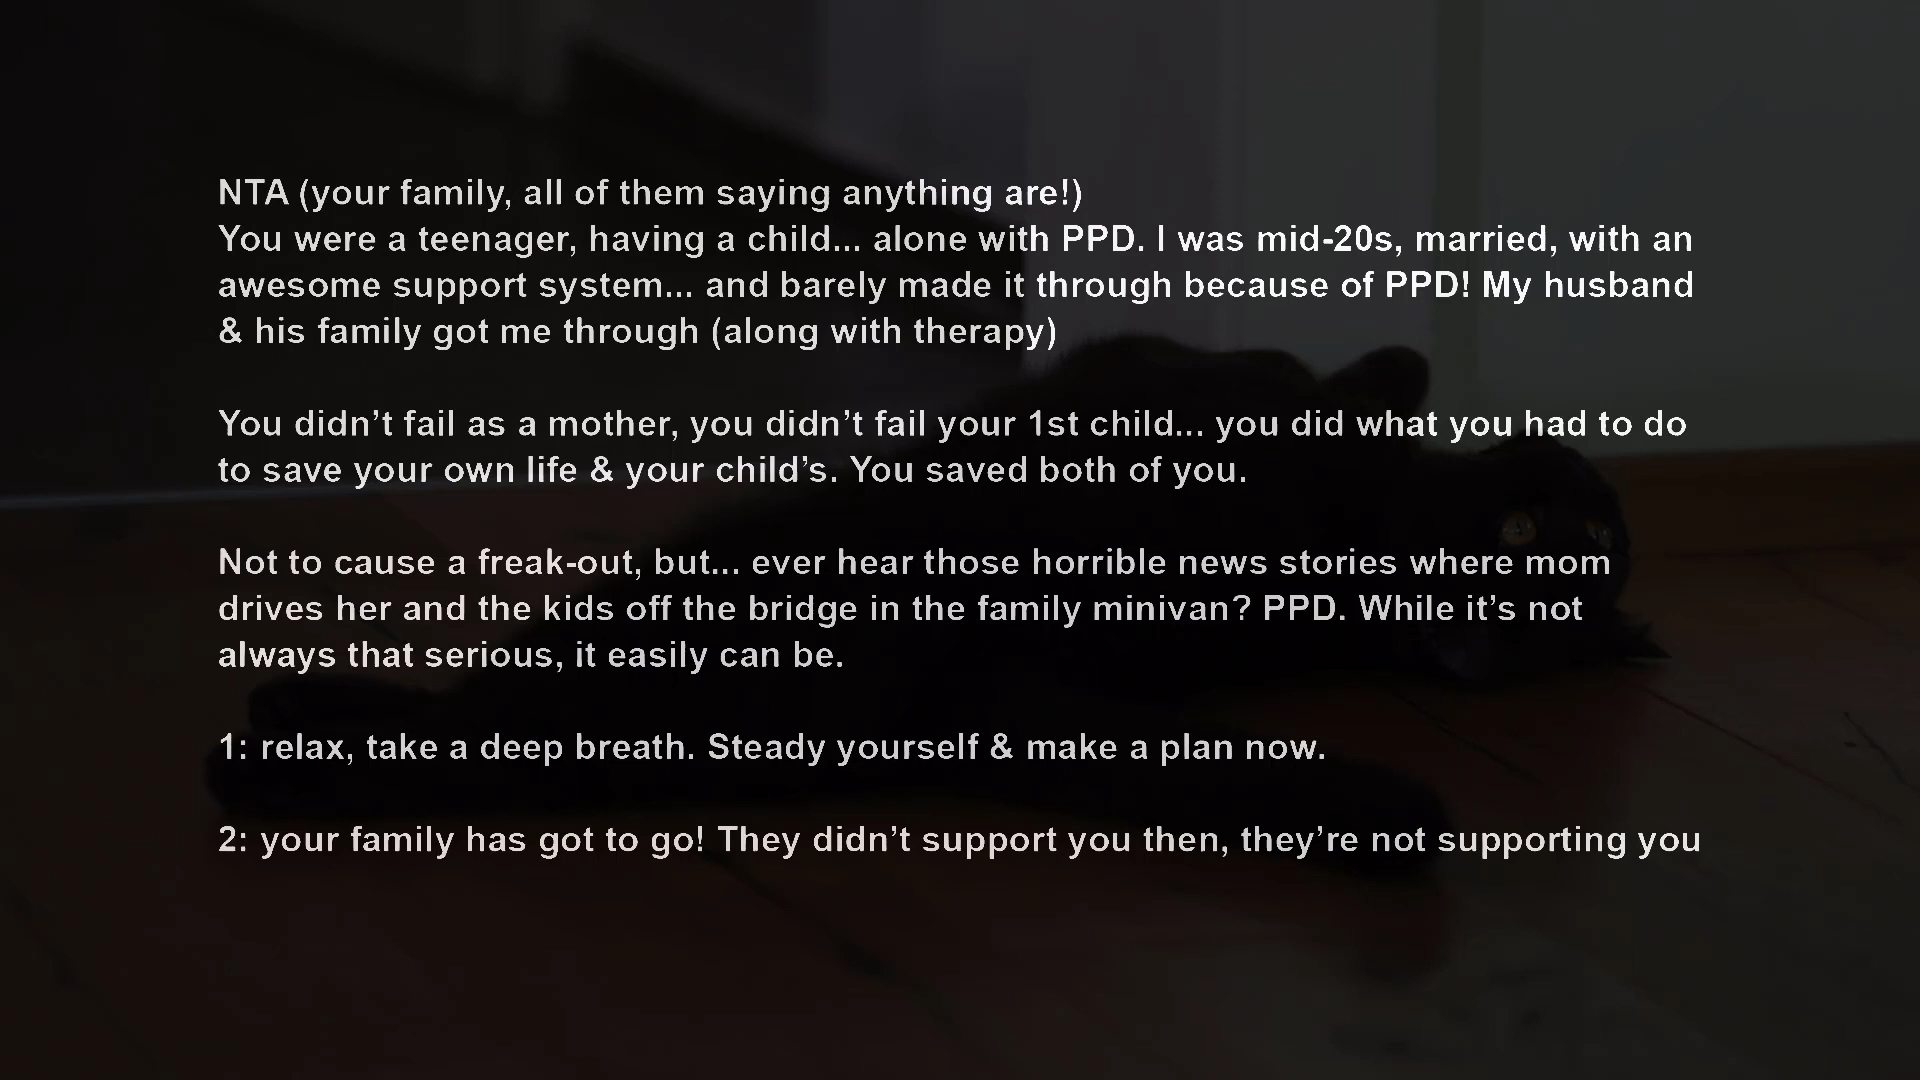 NTA (your family, all of them saying anything are!)
You were a teenager, having a child... alone with PPD. I was mid-20s, married, with an
awesome support system... and barely made it through because of PPD! My husband
& his family got me through (along with therapy)
You didn’t fail as a mother, you didn’t fail your 1st child... you did what you had to do
to save your own life & your child’s. You saved both of you.
Not to cause a freak-out, but... ever hear those horrible news stories where mom
drives her and the kids off the bridge in the family minivan? PPD. While it’s not
always that serious, it easily can be.
1: relax, take a deep breath. Steady yourself & make a plan now.
2: your family has got to go! They didn’t support you then, they’re not supporting you